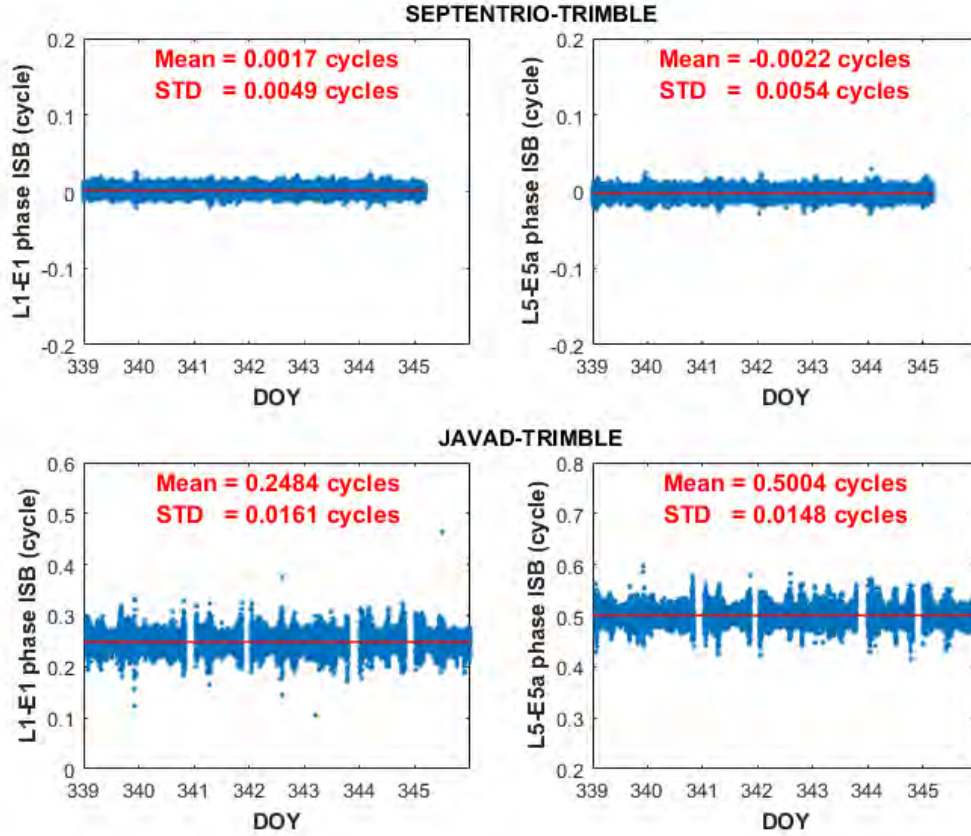 SEPTENTRIO-TRIMBLE
L1-E1 phase ISB (cycle)
0.2
0.1
0
-0.1
-0.2
Mean = 0.0017 cycles
STD = 0.0049 cycles
339 340 341 342 343 344 345
DOY
L5-E5a phase ISB (cycle)
0.2
0.1
0
-0.1
-0.2
Mean = -0.0022 cycles
STD = 0.0054 cycles
339 340 341 342 343 344 345
DOY
JAVAD-TRIMBLE
L1-E1 phase ISB (cycle)
0.6
0.5
0.4
0.3
0.2
0.1
0
Mean = 0.2484 cycles
STD = 0.0161 cycles
339 340 341 342 343 344 345
DOY
L5-E5a phase ISB (cycle)
0.8
0.7
0.6
0.5
0.4
0.3
0.2
Mean = 0.5004 cycles
STD = 0.0148 cycles
339 340 341 342 343 344 345
DOY